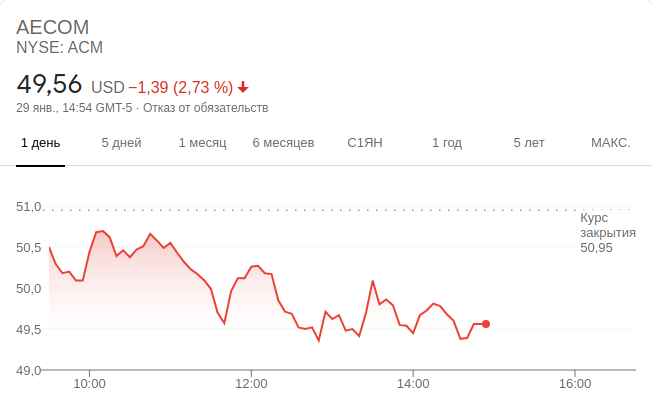 AECOM
NYSE: ACM
49,56 USD −1,39 (2,73 %)
29 янв., 14:54 GMT-5 · Отказ от обязательств
1 день 5 дней 1 месяц 6 месяцев С1ЯН 1 год 5 лет МАКС.
51,0
Курс
закрытия
50,95
50,5
50,0
49,5
49,0
10:00 12:00 14:00 16:00